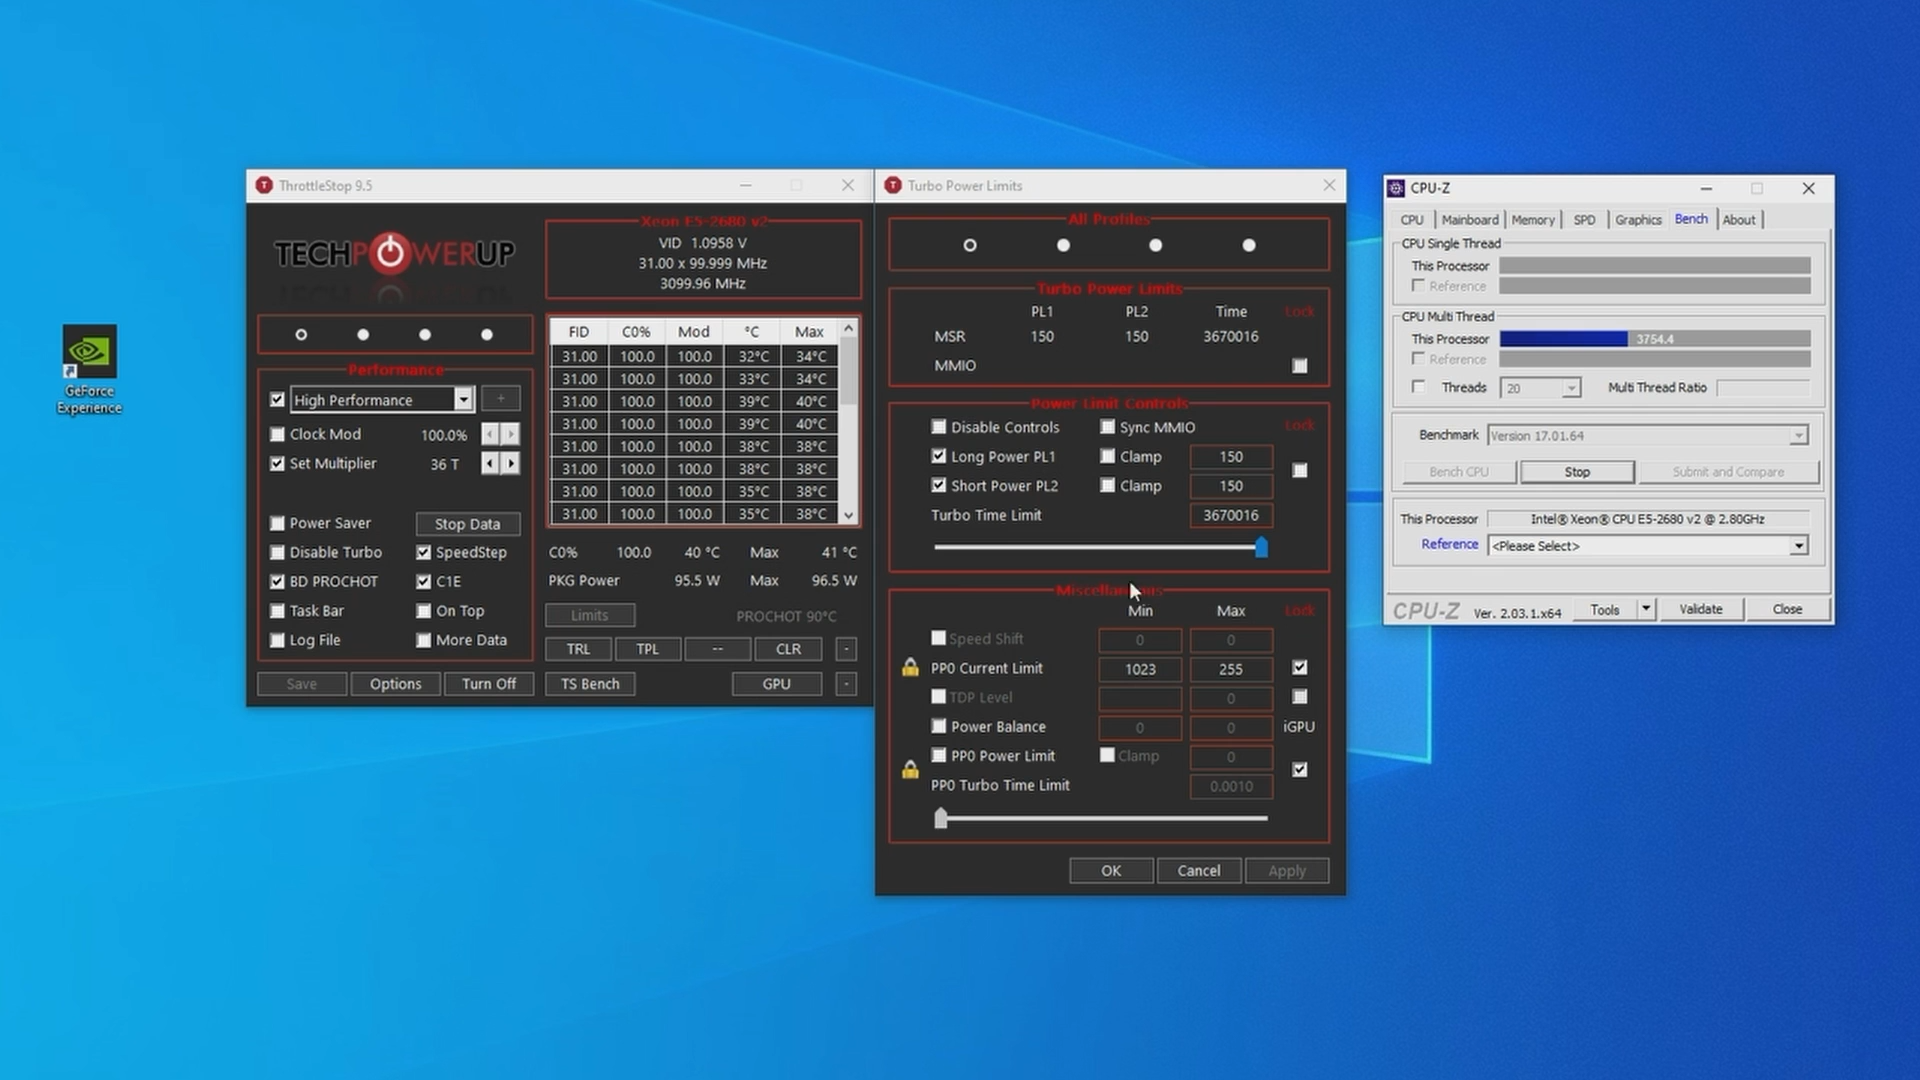 GeForce
Experience
ThrottleStop 9.5
TECHPOWERUP
Performance
High Performance
+
Clock Mod 100.0%
Set Multiplier 36 T
Power Saver Stop Data
Disable Turbo SpeedStep
BD PROCHOT C1E
Task Bar On Top
Log File More Data
Save Options Turn Off
Xeon E5-2680 v2
VID 1.0958 V
31.00 x 99.999 MHz
3099.96 MHz
FID C0% Mod °C Max
31.00 100.0 100.0 32°C 34°C
31.00 100.0 100.0 33°C 34°C
31.00 100.0 100.0 39°C 40°C
31.00 100.0 100.0 39°C 40°C
31.00 100.0 100.0 38°C 38°C
31.00 100.0 100.0 38°C 38°C
31.00 100.0 100.0 35°C 38°C
31.00 100.0 100.0 35°C 38°C
C0% 100.0 40 °C Max 41 °C
PKG Power 95.5 W Max 96.5 W
Limits PROCHOT 90°C
TRL TPL -- CLR -
TS Bench GPU -
Turbo Power Limits
All Profiles
Turbo Power Limits
PL1 PL2 Time Lock
MSR 150 150 3670016
MMIO
Power Limit Controls
Disable Controls Sync MMIO Lock
Long Power PL1 Clamp 150
Short Power PL2 Clamp 150
Turbo Time Limit 3670016
Miscellaneous
Min Max Lock
Speed Shift 0 0
PP0 Current Limit 1023 255
TDP Level 0
Power Balance 0 0 iGPU
PP0 Power Limit Clamp 0
PP0 Turbo Time Limit 0.0010
OK Cancel Apply
CPU-Z
CPU Mainboard Memory SPD Graphics Bench About
CPU Single Thread
This Processor
Reference
CPU Multi Thread
This Processor 3754.4
Reference
Threads 20 Multi Thread Ratio
Benchmark Version 17.01.64
Bench CPU Stop Submit and Compare
This Processor Intel® Xeon® CPU E5-2680 v2 @ 2.80GHz
Reference <Please Select>
CPU-Z Ver. 2.03.1.x64 Tools Validate Close